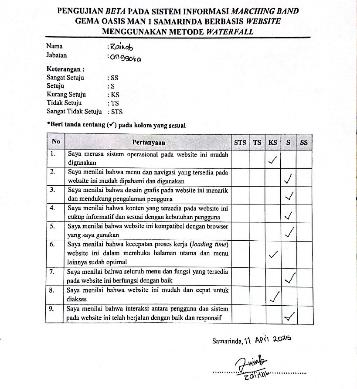 PENGUJIAN BETA PADA SISTEM INFORMASI MARCHING BAND
GEMA OASIS MAN 1 SAMARINDA BERBASIS WEBSITE
MENGGUNAKAN METODE WATERFALL
Nama : Zainab
Jabatan : anggota
Keterangan :
Sangat Setuju : SS
Setuju : S
Kurang Setuju : KS
Tidak Setuju : TS
Sangat Tidak Setuju : STS
*Beri tanda centang (✓) pada kolom yang sesuai
No Pertanyaan STS TS KS S SS
1. Saya merasa sistem operasional pada website ini mudah
digunakan ✓
2. Saya menilai bahwa menu dan navigasi yang tersedia pada
website ini mudah dipahami dan digunakan ✓
3. Saya menilai bahwa desain grafis pada website ini menarik
dan mendukung pengalaman pengguna ✓
4. Saya menilai bahwa konten yang tersedia pada website ini
cukup informatif dan sesuai dengan kebutuhan pengguna ✓
5. Saya menilai bahwa website ini kompatibel dengan browser
yang saya gunakan ✓
6. Saya menilai bahwa kecepatan proses kerja (loading time)
website ini dalam membuka halaman utama dan menu
lainnya sudah optimal ✓
7. Saya menilai bahwa seluruh menu dan fungsi yang tersedia
pada website ini berfungsi dengan baik ✓
8. Saya menilai bahwa website ini mudah dan cepat untuk
diakses ✓
9. Saya menilai bahwa interaksi antara pengguna dan sistem
pada website ini telah berjalan dengan baik dan responsif ✓
Samarinda, 11 April 2025
Zainab